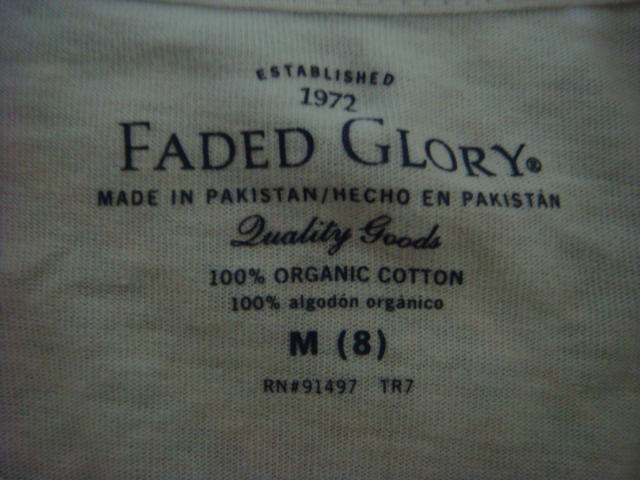 ESTABLISHED
1972
FADED GLORY®
MADE IN PAKISTAN/HECHO EN PAKISTÁN
Quality Goods
100% ORGANIC COTTON
100% algodón orgánico
M (8)
RN#91497 TR7